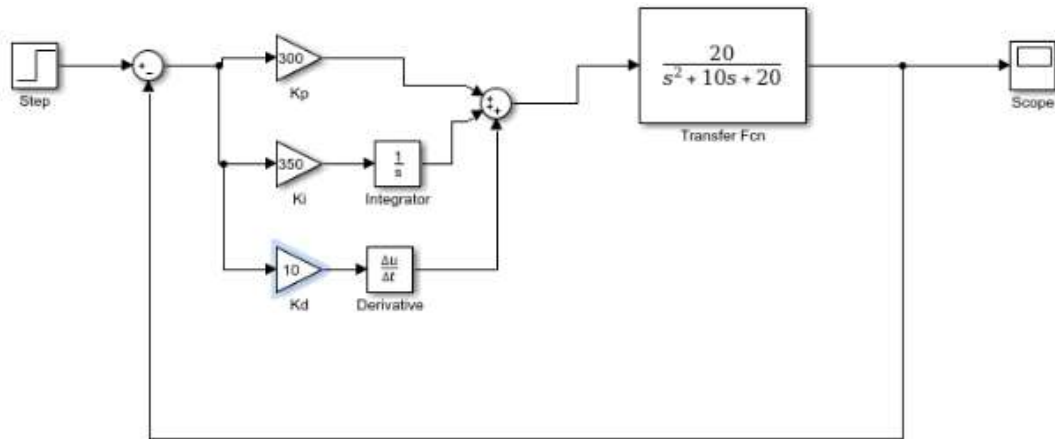 Step
+
−
300
Kp
+
+
+
20
s² + 10s + 20
Transfer Fcn
Scope
350
Ki
1
s
Integrator
10
Kd
Δu
Δt
Derivative